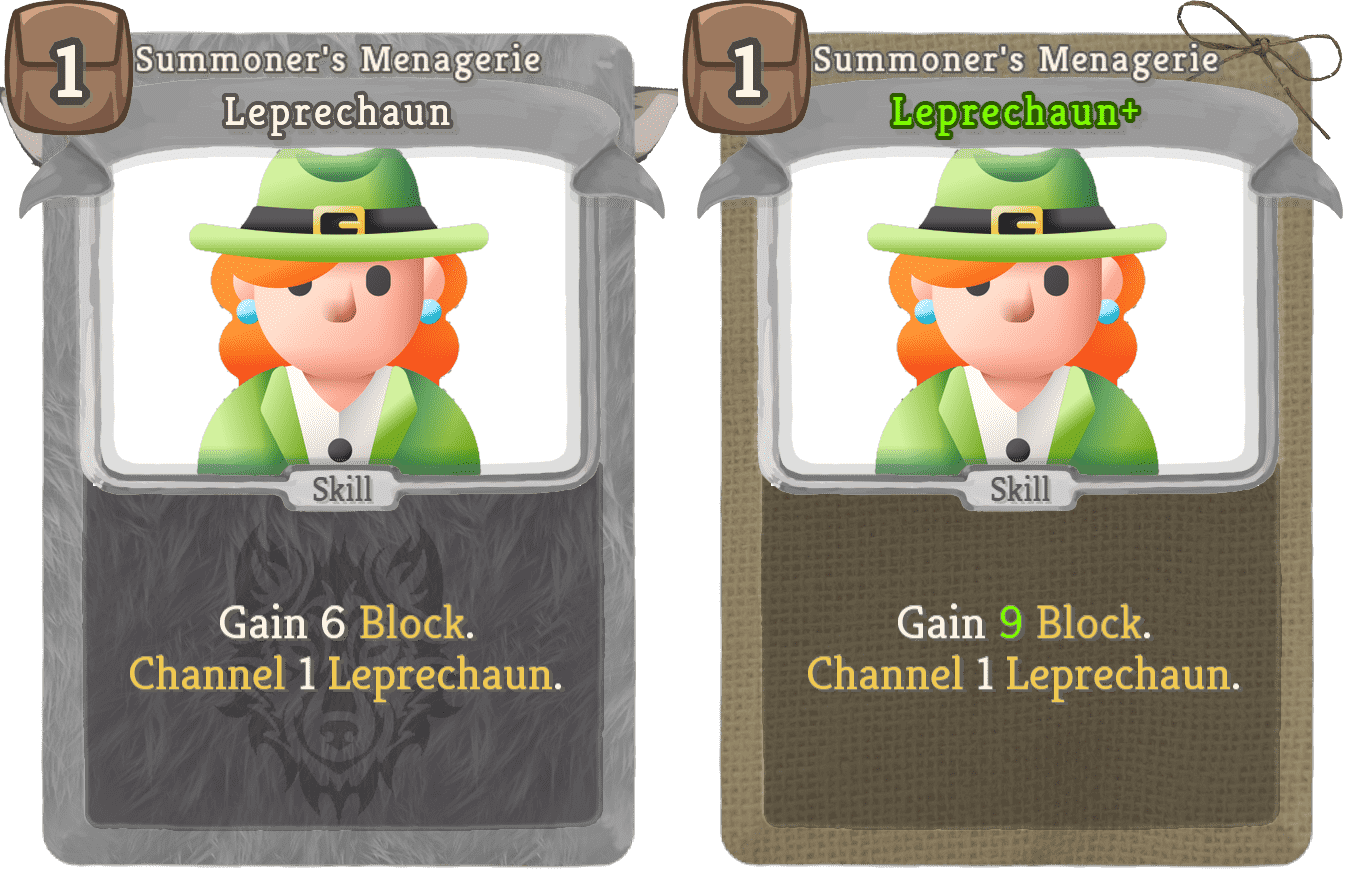 1
Summoner's Menagerie
Leprechaun
Skill
Gain 6 Block.
Channel 1 Leprechaun.
1
Summoner's Menagerie
Leprechaun+
Skill
Gain 9 Block.
Channel 1 Leprechaun.